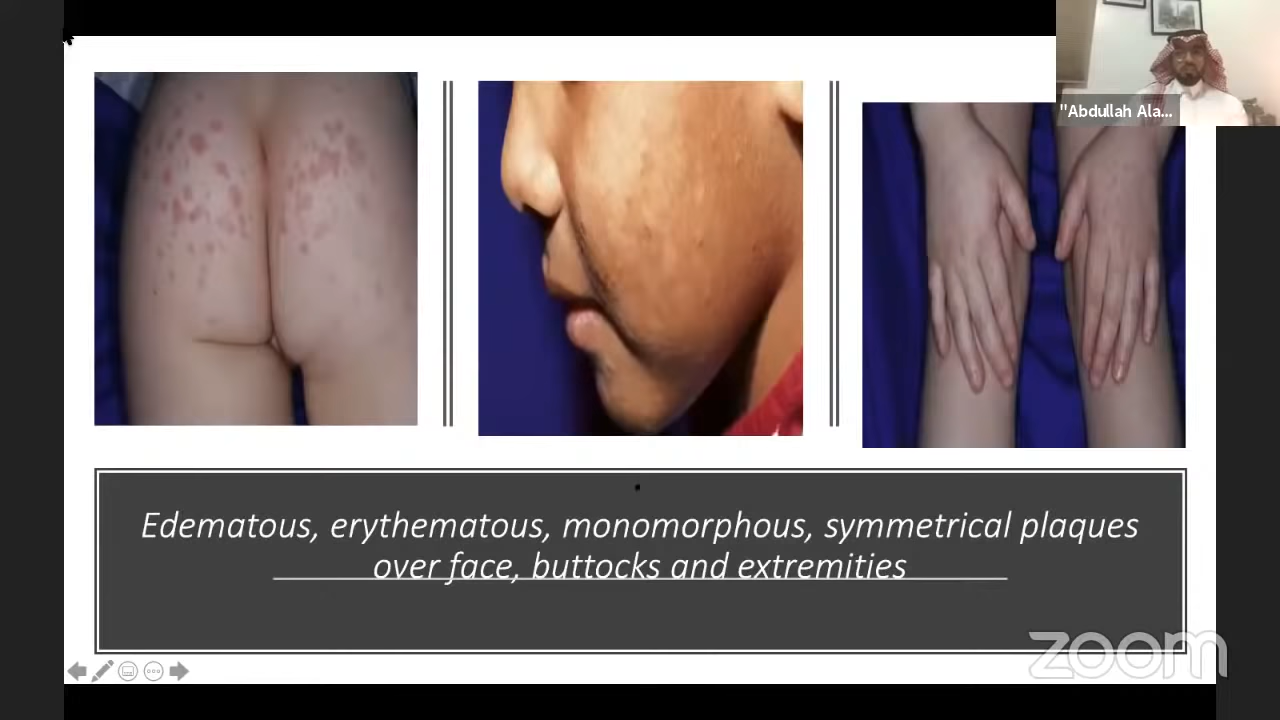 "Abdullah Ala...
Edematous, erythematous, monomorphous, symmetrical plaques
over face, buttocks and extremities
zoom